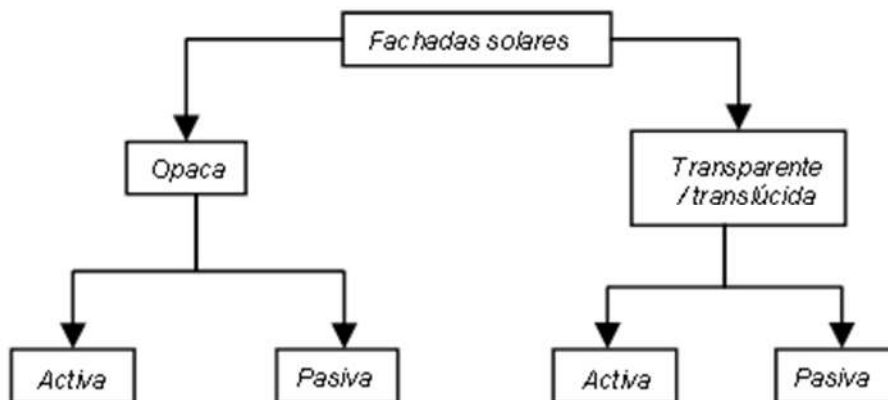 Fachadas solares
Opaca
Transparente
/translúcida
Activa
Pasiva
Activa
Pasiva